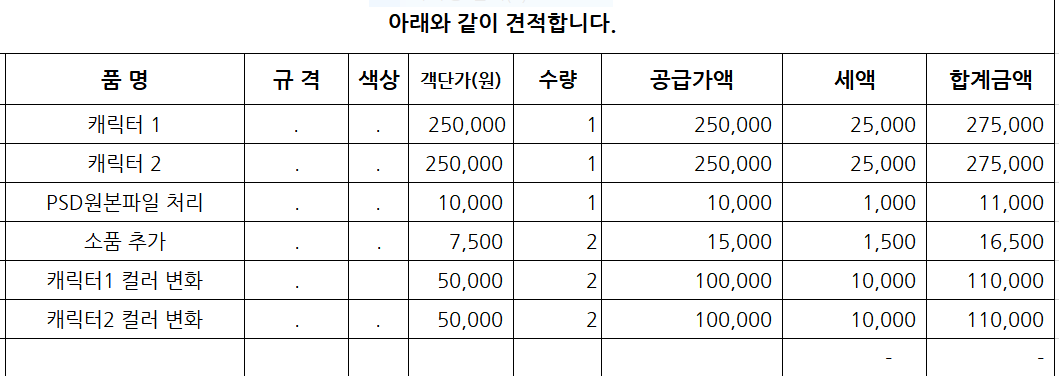 아래와 같이 견적합니다.
품 명 규 격 색상 객단가(원) 수량 공급가액 세액 합계금액
캐릭터 1 . . 250,000 1 250,000 25,000 275,000
캐릭터 2 . . 250,000 1 250,000 25,000 275,000
PSD원본파일 처리 . . 10,000 1 10,000 1,000 11,000
소품 추가 . . 7,500 2 15,000 1,500 16,500
캐릭터1 컬러 변화 . 50,000 2 100,000 10,000 110,000
캐릭터2 컬러 변화 . . 50,000 2 100,000 10,000 110,000
- -